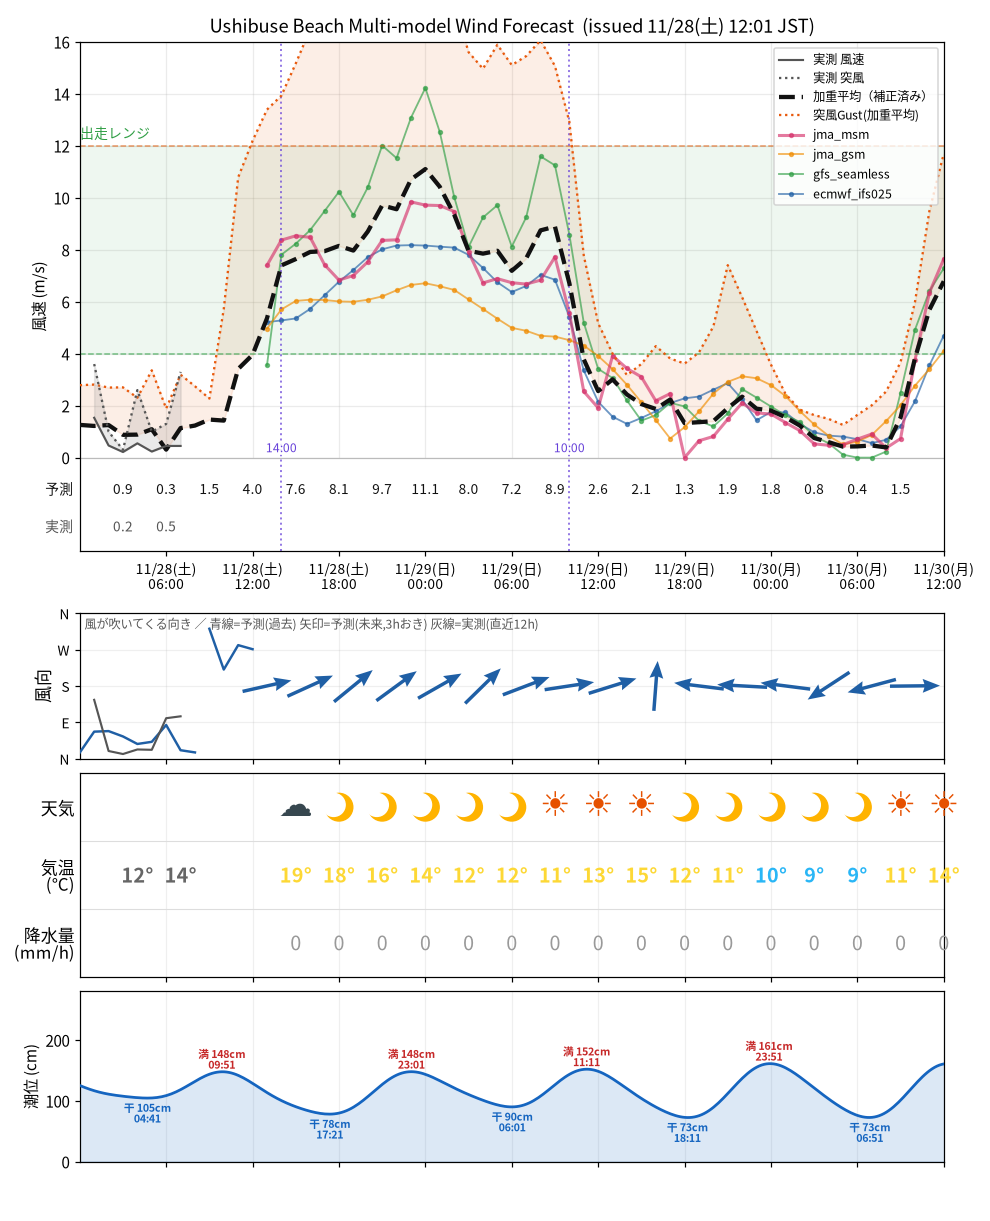 Ushibuse Beach Multi-model Wind Forecast (issued 11/28(土) 12:01 JST)
風速 (m/s)
16
14
12
10
8
6
4
2
0
出走レンジ
実測 風速
実測 突風
加重平均（補正済み）
突風Gust(加重平均)
jma_msm
jma_gsm
gfs_seamless
ecmwf_ifs025
14:00
10:00
予測 0.9 0.3 1.5 4.0 7.6 8.1 9.7 11.1 8.0 7.2 8.9 2.6 2.1 1.3 1.9 1.8 0.8 0.4 1.5
実測 0.2 0.5
11/28(土) 11/28(土) 11/28(土) 11/29(日) 11/29(日) 11/29(日) 11/29(日) 11/30(月) 11/30(月) 11/30(月)
06:00 12:00 18:00 00:00 06:00 12:00 18:00 00:00 06:00 12:00
風向
N
W
S
E
N
風が吹いてくる向き ／ 青線=予測(過去) 矢印=予測(未来,3hおき) 灰線=実測(直近12h)
天気
気温
(℃)
12° 14° 19° 18° 16° 14° 12° 12° 11° 13° 15° 12° 11° 10° 9° 9° 11° 14°
降水量
(mm/h)
0 0 0 0 0 0 0 0 0 0 0 0 0 0 0 0
潮位 (cm)
200
100
0
満 148cm
09:51
満 148cm
23:01
満 152cm
11:11
満 161cm
23:51
干 105cm
04:41
干 78cm
17:21
干 90cm
06:01
干 73cm
18:11
干 73cm
06:51